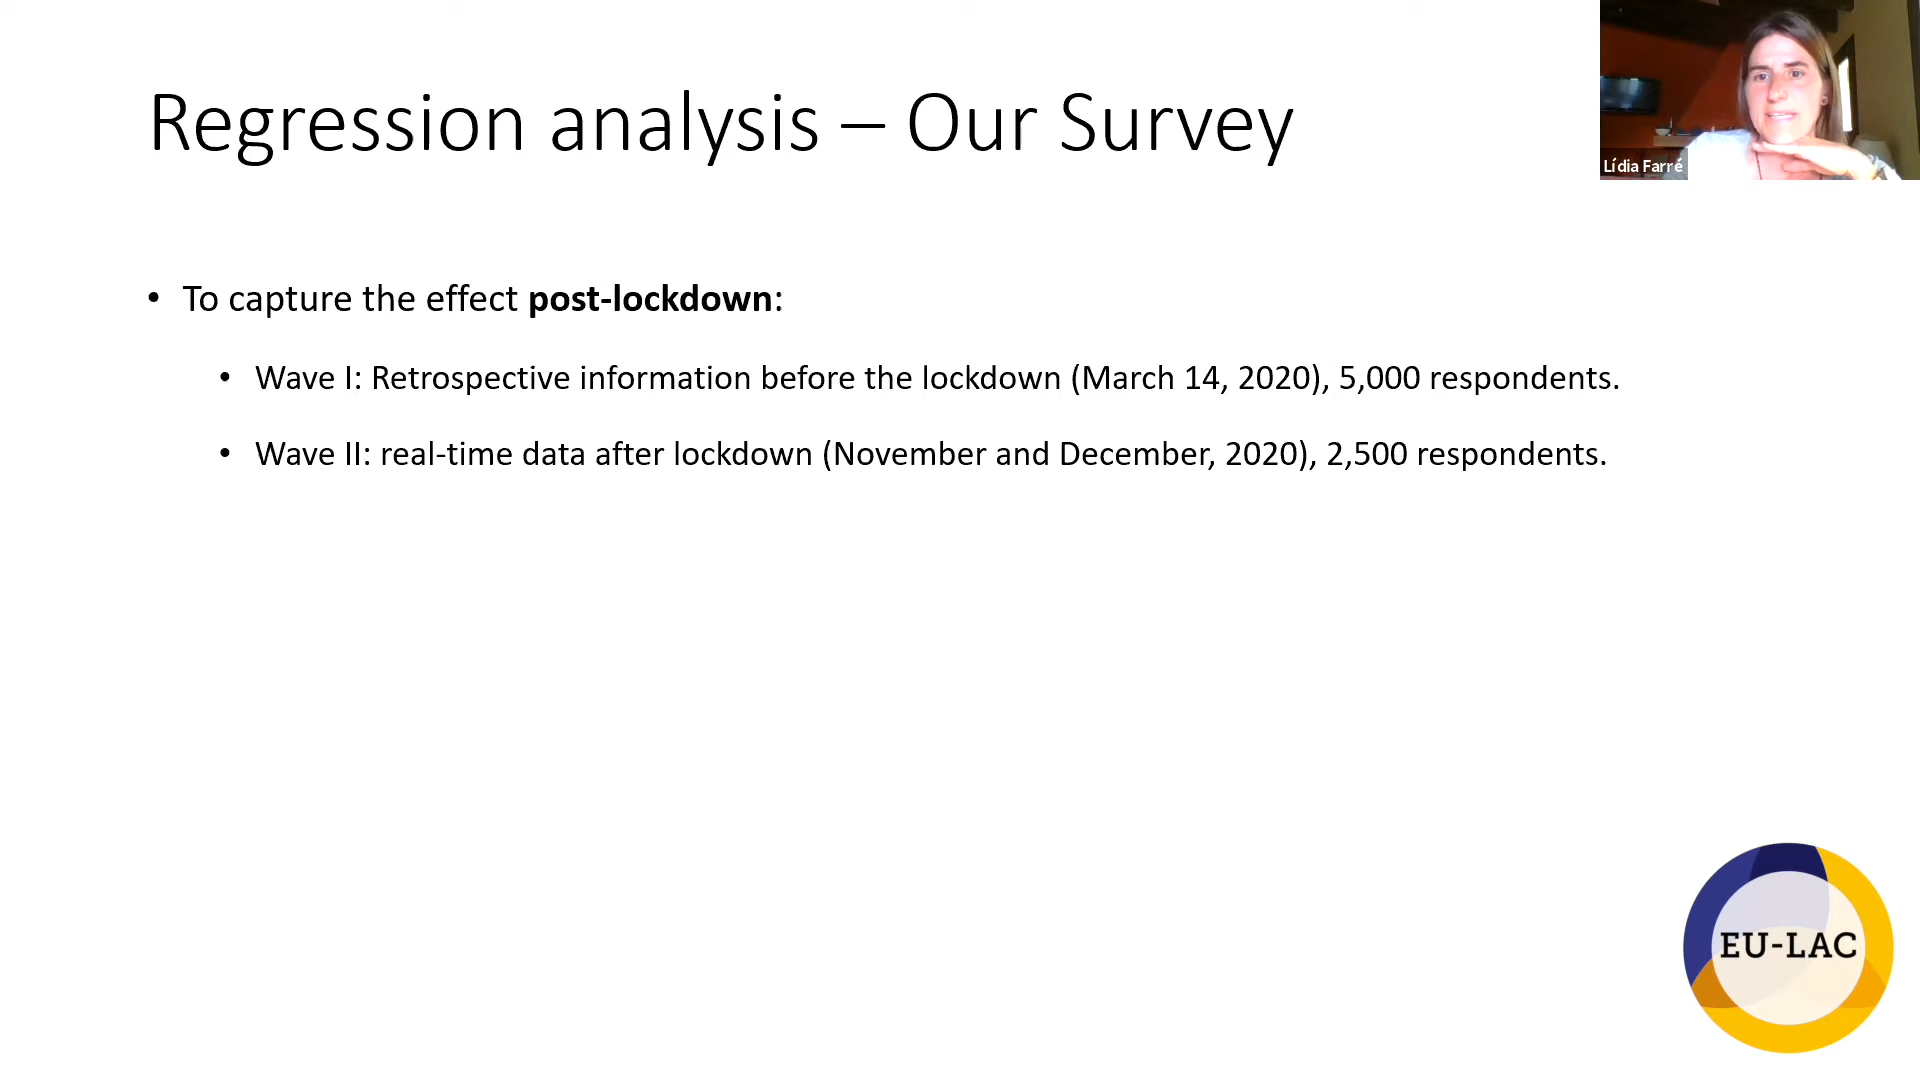 Regression analysis – Our Survey
Lídia Farré
• To capture the effect post-lockdown:
• Wave I: Retrospective information before the lockdown (March 14, 2020), 5,000 respondents.
• Wave II: real-time data after lockdown (November and December, 2020), 2,500 respondents.
EU-LAC